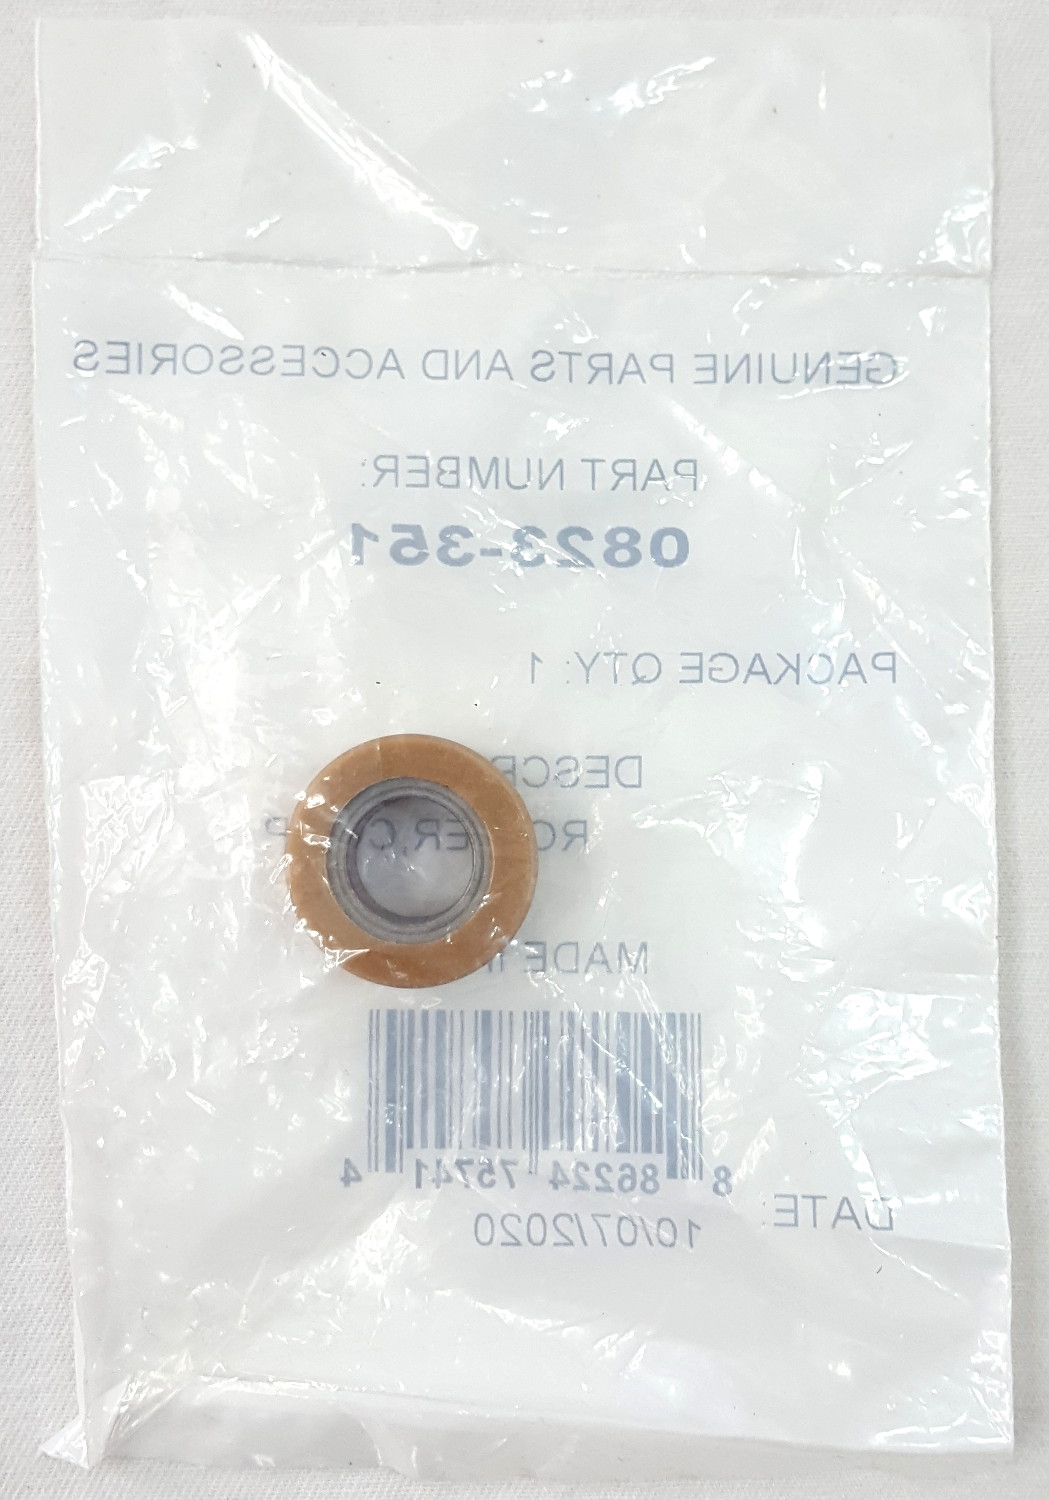 GENUINE PARTS AND ACCESSORIES
PART NUMBER:
0823-351
PACKAGE QTY: 1
MADE
8 86224 75741 4
DATE: 10/07/2020